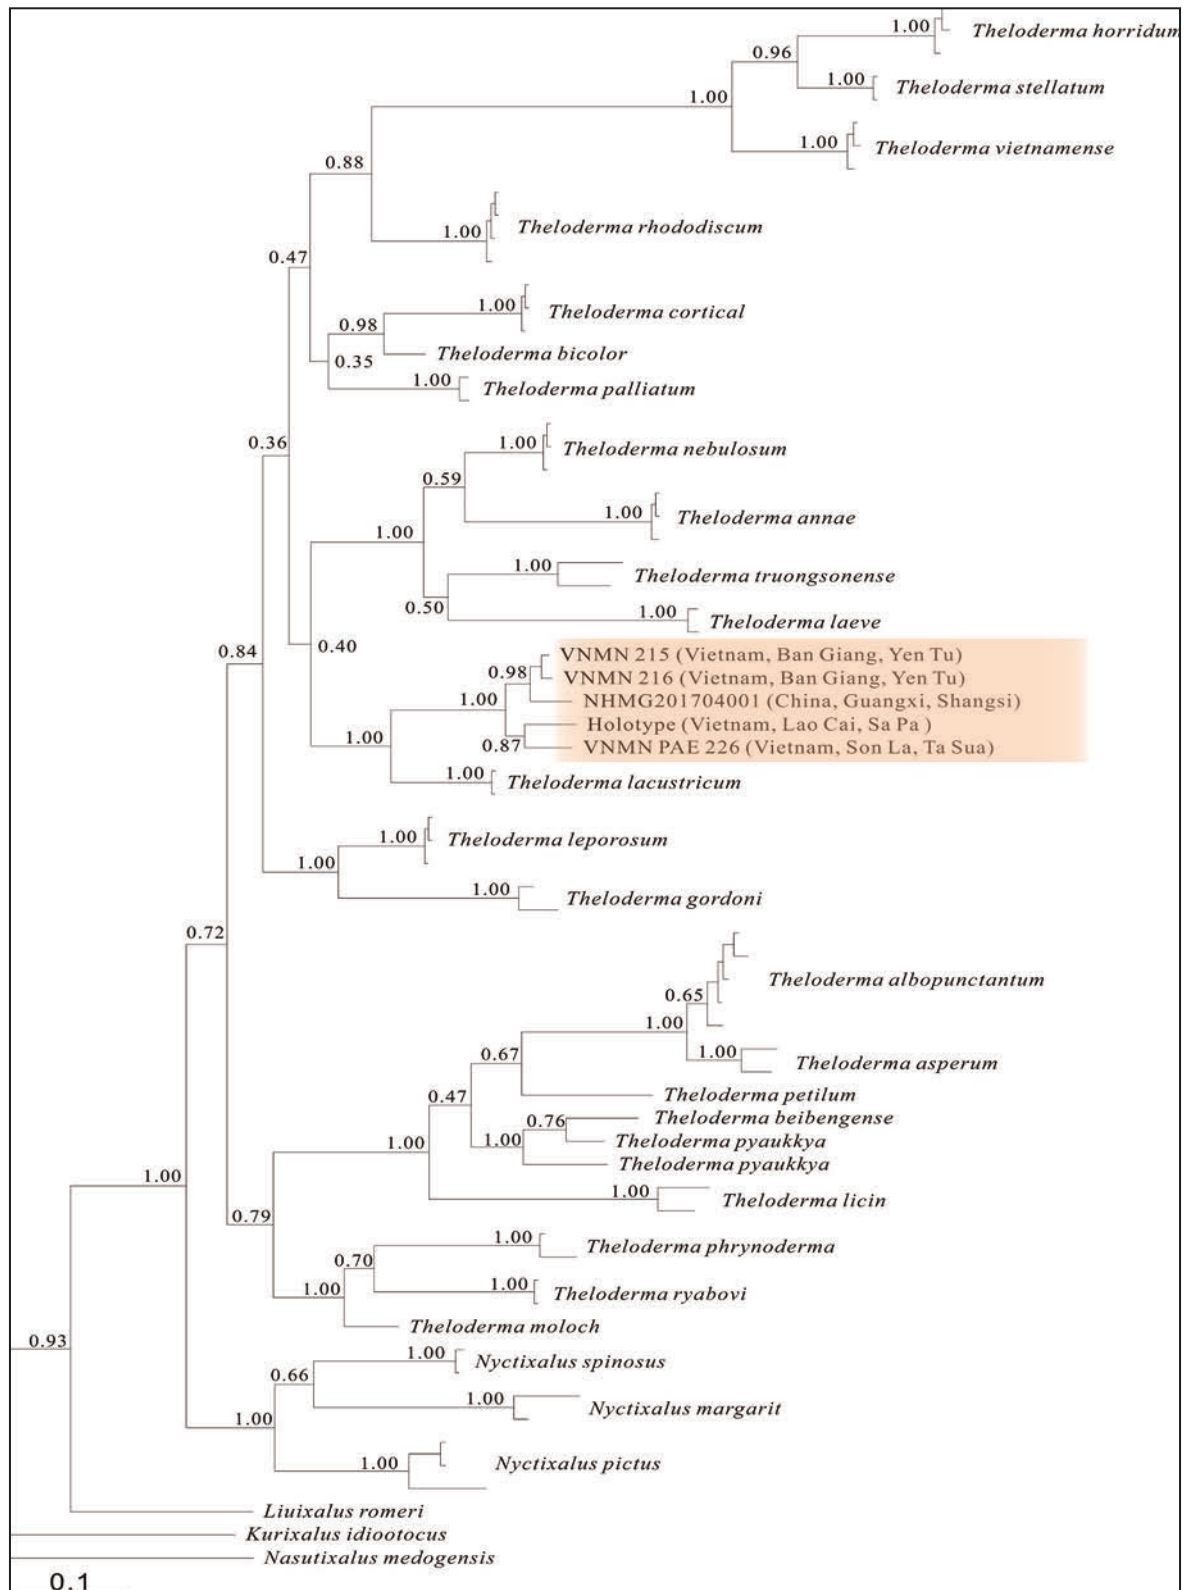 1.00
Theloderma horridum
0.96
1.00
Theloderma stellatum
1.00
1.00
Theloderma vietnamense
0.88
1.00
Theloderma rhododiscum
0.47
1.00
Theloderma cortical
0.98
Theloderma bicolor
0.35
1.00
Theloderma palliatum
0.36
1.00
Theloderma nebulosum
0.59
1.00
Theloderma annae
1.00
1.00
Theloderma truongsonense
0.50
1.00
Theloderma laeve
0.84
0.40
VNMN 215 (Vietnam, Ban Giang, Yen Tu)
0.98
VNMN 216 (Vietnam, Ban Giang, Yen Tu)
1.00
NHMG201704001 (China, Guangxi, Shangsi)
Holotype (Vietnam, Lao Cai, Sa Pa )
1.00
0.87
VNMN PAE 226 (Vietnam, Son La, Ta Sua)
1.00
Theloderma lacustricum
1.00
Theloderma leporosum
1.00
1.00
Theloderma gordoni
0.72
Theloderma albopunctantum
0.65
1.00
1.00
Theloderma asperum
0.67
Theloderma petilum
0.47
Theloderma beibengense
0.76
1.00
1.00
Theloderma pyaukkya
Theloderma pyaukkya
1.00
1.00
Theloderma licin
0.79
1.00
Theloderma phrynoderma
0.70
1.00
1.00
Theloderma ryabovi
Theloderma moloch
0.93
1.00
Nyctixalus spinosus
0.66
1.00
Nyctixalus margarit
1.00
1.00
Nyctixalus pictus
Liuixalus romeri
Kurixalus idiootocus
Nasutixalus medogensis
0.1